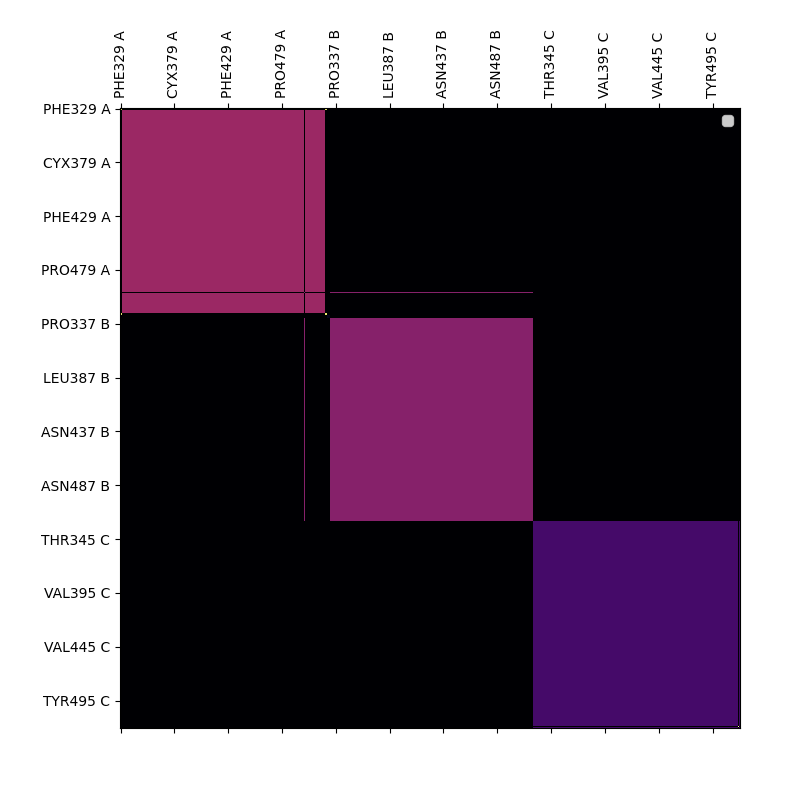 PHE329 A
CYX379 A
PHE429 A
PRO479 A
PRO337 B
LEU387 B
ASN437 B
ASN487 B
THR345 C
VAL395 C
VAL445 C
TYR495 C
PHE329 A
CYX379 A
PHE429 A
PRO479 A
PRO337 B
LEU387 B
ASN437 B
ASN487 B
THR345 C
VAL395 C
VAL445 C
TYR495 C